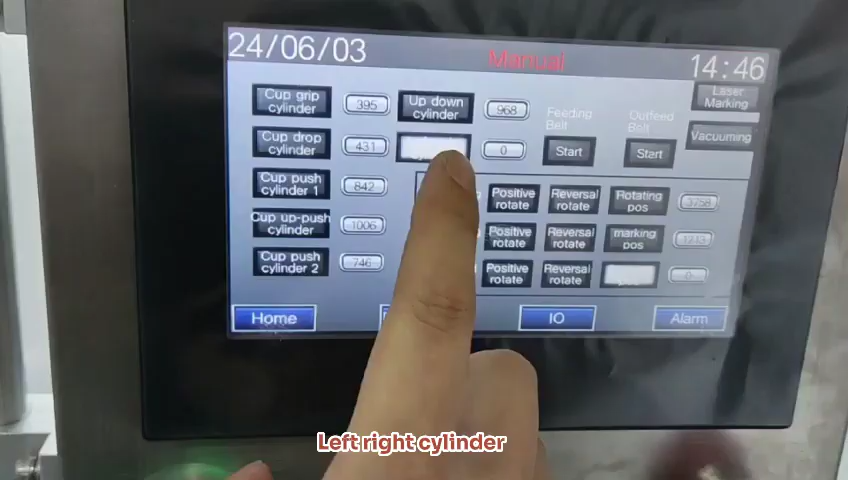 24/06/03
Manual
14:46
Cup grip
cylinder
395
Up down
cylinder
968
Feeding
Belt
Outfeed
Belt
Laser
Marking
Cup drop
cylinder
431
0
Start
Start
Vacuuming
Cup push
cylinder 1
842
Positive
rotate
Reversal
rotate
Rotating
pos
3758
Cup up-push
cylinder
1006
Positive
rotate
Reversal
rotate
marking
pos
Cup push
cylinder 2
746
Positive
rotate
Reversal
rotate
0
Home
IO
Alarm
Left right cylinder